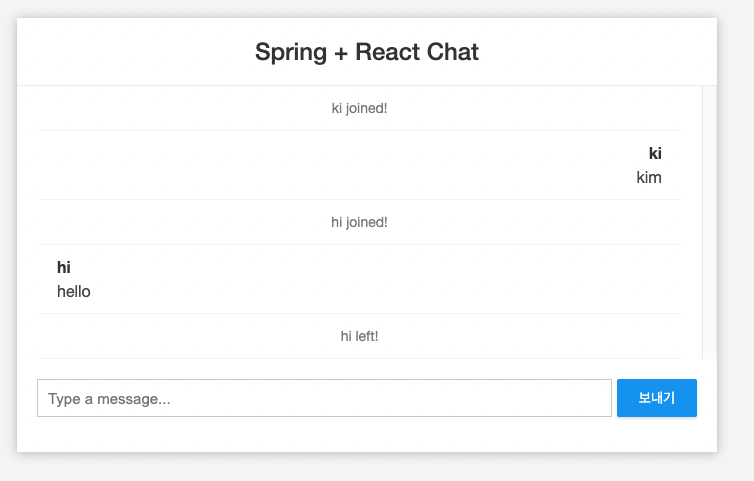 Spring + React Chat
ki joined!
ki
kim
hi joined!
hi
hello
hi left!
Type a message...
보내기